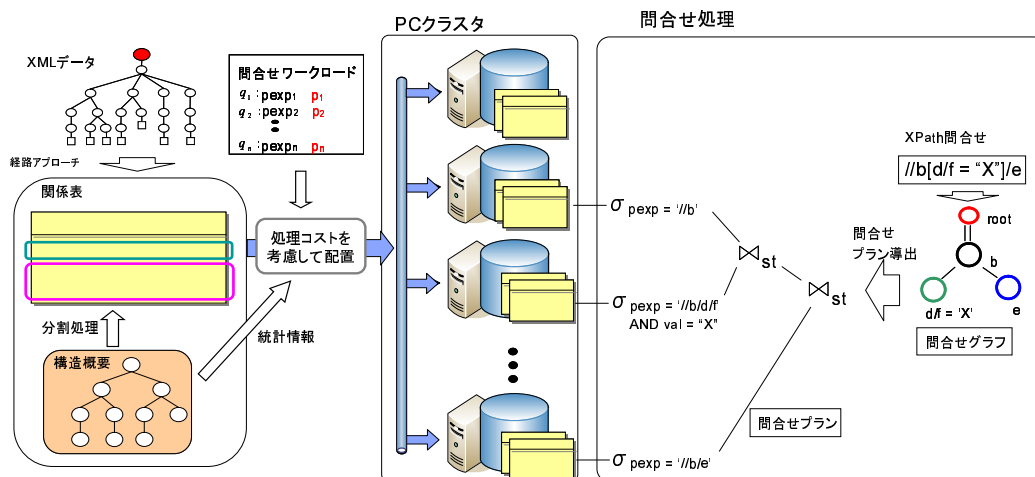 PCクラスタ
問合せ処理
XMLデータ
問合せワークロード
q1 : pexp1 p1
q2 : pexp2 p2
qn : pexpn pn
経路アプローチ
関係表
処理コストを
考慮して配置
分割処理
統計情報
構造概要
σ pexp = '//b'
σ pexp = '//b/d/f'
AND val = "X"
σ pexp = '//b/e'
⋈st
⋈st
問合せプラン
XPath問合せ
//b[d/f = “X”]/e
root
問合せ
プラン導出
b
d/f = 'X'
e
問合せグラフ